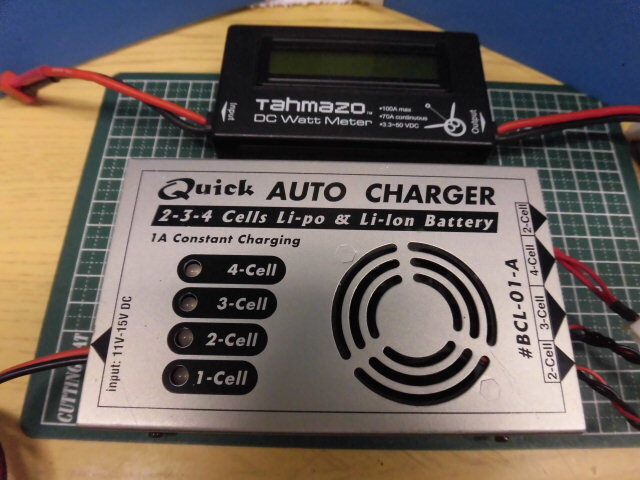 Tahmazo™
DC Watt Meter
Input
•100A max
•70A continuous
•3.3~50 VDC
Output
Quick AUTO CHARGER
2-3-4 Cells Li-po & Li-Ion Battery
1A Constant Charging
4-Cell
3-Cell
2-Cell
1-Cell
input: 11V-15V DC
#BCL-01-A
2-Cell
4-Cell
3-Cell
2-Cell
CUTTING MAT